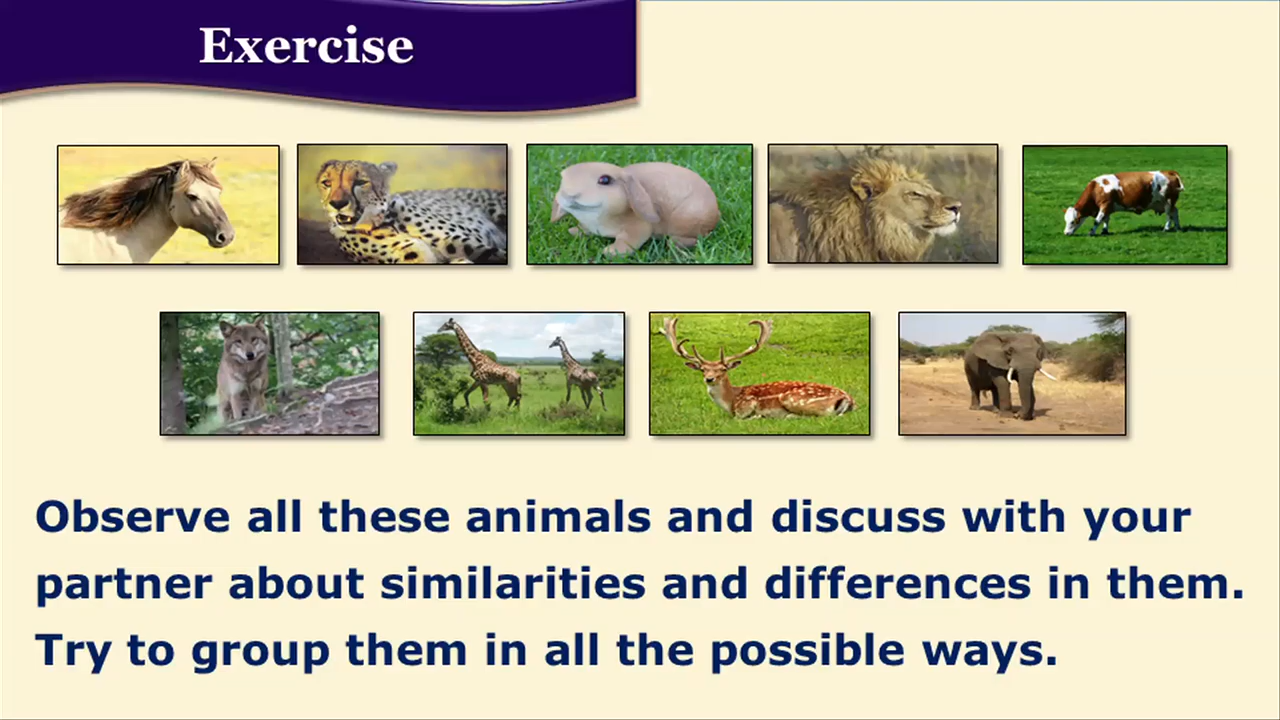 Exercise
Observe all these animals and discuss with your
partner about similarities and differences in them.
Try to group them in all the possible ways.